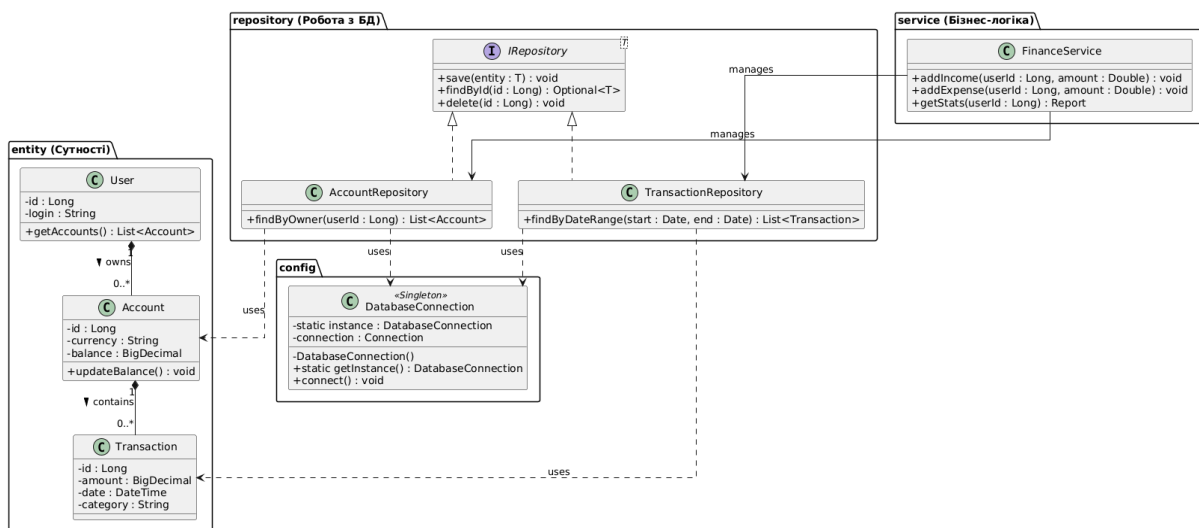 repository (Робота з БД)
I IRepository T
+save(entity : T) : void
+findById(id : Long) : Optional<T>
+delete(id : Long) : void
service (Бізнес-логіка)
C FinanceService
+addIncome(userId : Long, amount : Double) : void
+addExpense(userId : Long, amount : Double) : void
+getStats(userId : Long) : Report
manages
manages
C AccountRepository
+findByOwner(userId : Long) : List<Account>
C TransactionRepository
+findByDateRange(start : Date, end : Date) : List<Transaction>
entity (Сутності)
C User
-id : Long
-login : String
+getAccounts() : List<Account>
1
owns
0..*
C Account
-id : Long
-currency : String
-balance : BigDecimal
+updateBalance() : void
1
contains
0..*
C Transaction
-id : Long
-amount : BigDecimal
-date : DateTime
-category : String
uses
uses
uses
uses
config
«Singleton»
C DatabaseConnection
-static instance : DatabaseConnection
-connection : Connection
-DatabaseConnection()
+static getInstance() : DatabaseConnection
+connect() : void